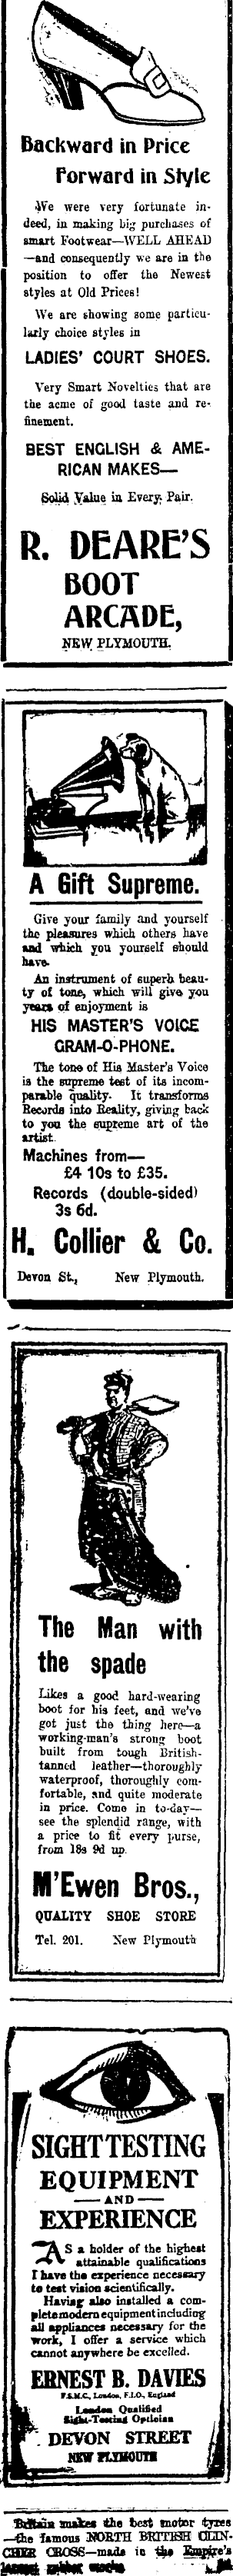 Backward in Price
Forward in Style
We were very fortunate in-
deed, in making big purchases of
smart Footwear—WELL AHEAD
—and consequently we are in the
position to offer the Newest
styles at Old Prices!
We are showing some particu-
larly choice styles in
LADIES' COURT SHOES.
Very Smart Novelties that are
the acme of good taste and re-
finement.
BEST ENGLISH & AME-
RICAN MAKES—
Solid Value in Every Pair.
R. DEARE'S
BOOT
ARCADE,
NEW PLYMOUTH.
A Gift Supreme.
Give your family and yourself
the pleasures which others have
and which you yourself should
have.
An instrument of superb beau-
ty of tone, which will give you
years of enjoyment is
HIS MASTER'S VOICE
GRAM-O-PHONE.
The tone of His Master's Voice
is the supreme test of its incom-
parable quality. It transforms
Records into Reality, giving back
to you the supreme art of the
artist.
Machines from—
£4 10s to £35.
Records (double-sided)
3s 6d.
H. Collier & Co.
Devon St., New Plymouth.
The Man with
the spade
Likes a good hard-wearing
boot for his feet, and we've
got just the thing here—a
working-man's strong boot
built from tough British-
tanned leather—thoroughly
waterproof, thoroughly com-
fortable, and quite moderate
in price. Come in to-day—
see the splendid range, with
a price to fit every purse,
from 18s 9d up.
M'Ewen Bros.,
QUALITY SHOE STORE
Tel. 201. New Plymouth
SIGHT TESTING
EQUIPMENT
—AND—
EXPERIENCE
AS a holder of the highest
attainable qualifications
I have the experience necessary
to test vision scientifically.
Having also installed a com-
plete modern equipment including
all appliances necessary for the
work, I offer a service which
cannot anywhere be excelled.
ERNEST B. DAVIES
F.S.M.C., London, F.I.O., England
London Qualified
Sight-Testing Optician
DEVON STREET
NEW PLYMOUTH
Britain makes the best motor tyres
—the famous NORTH BRITISH CLIN-
CHER CROSS—made in the Empire's
largest rubber works